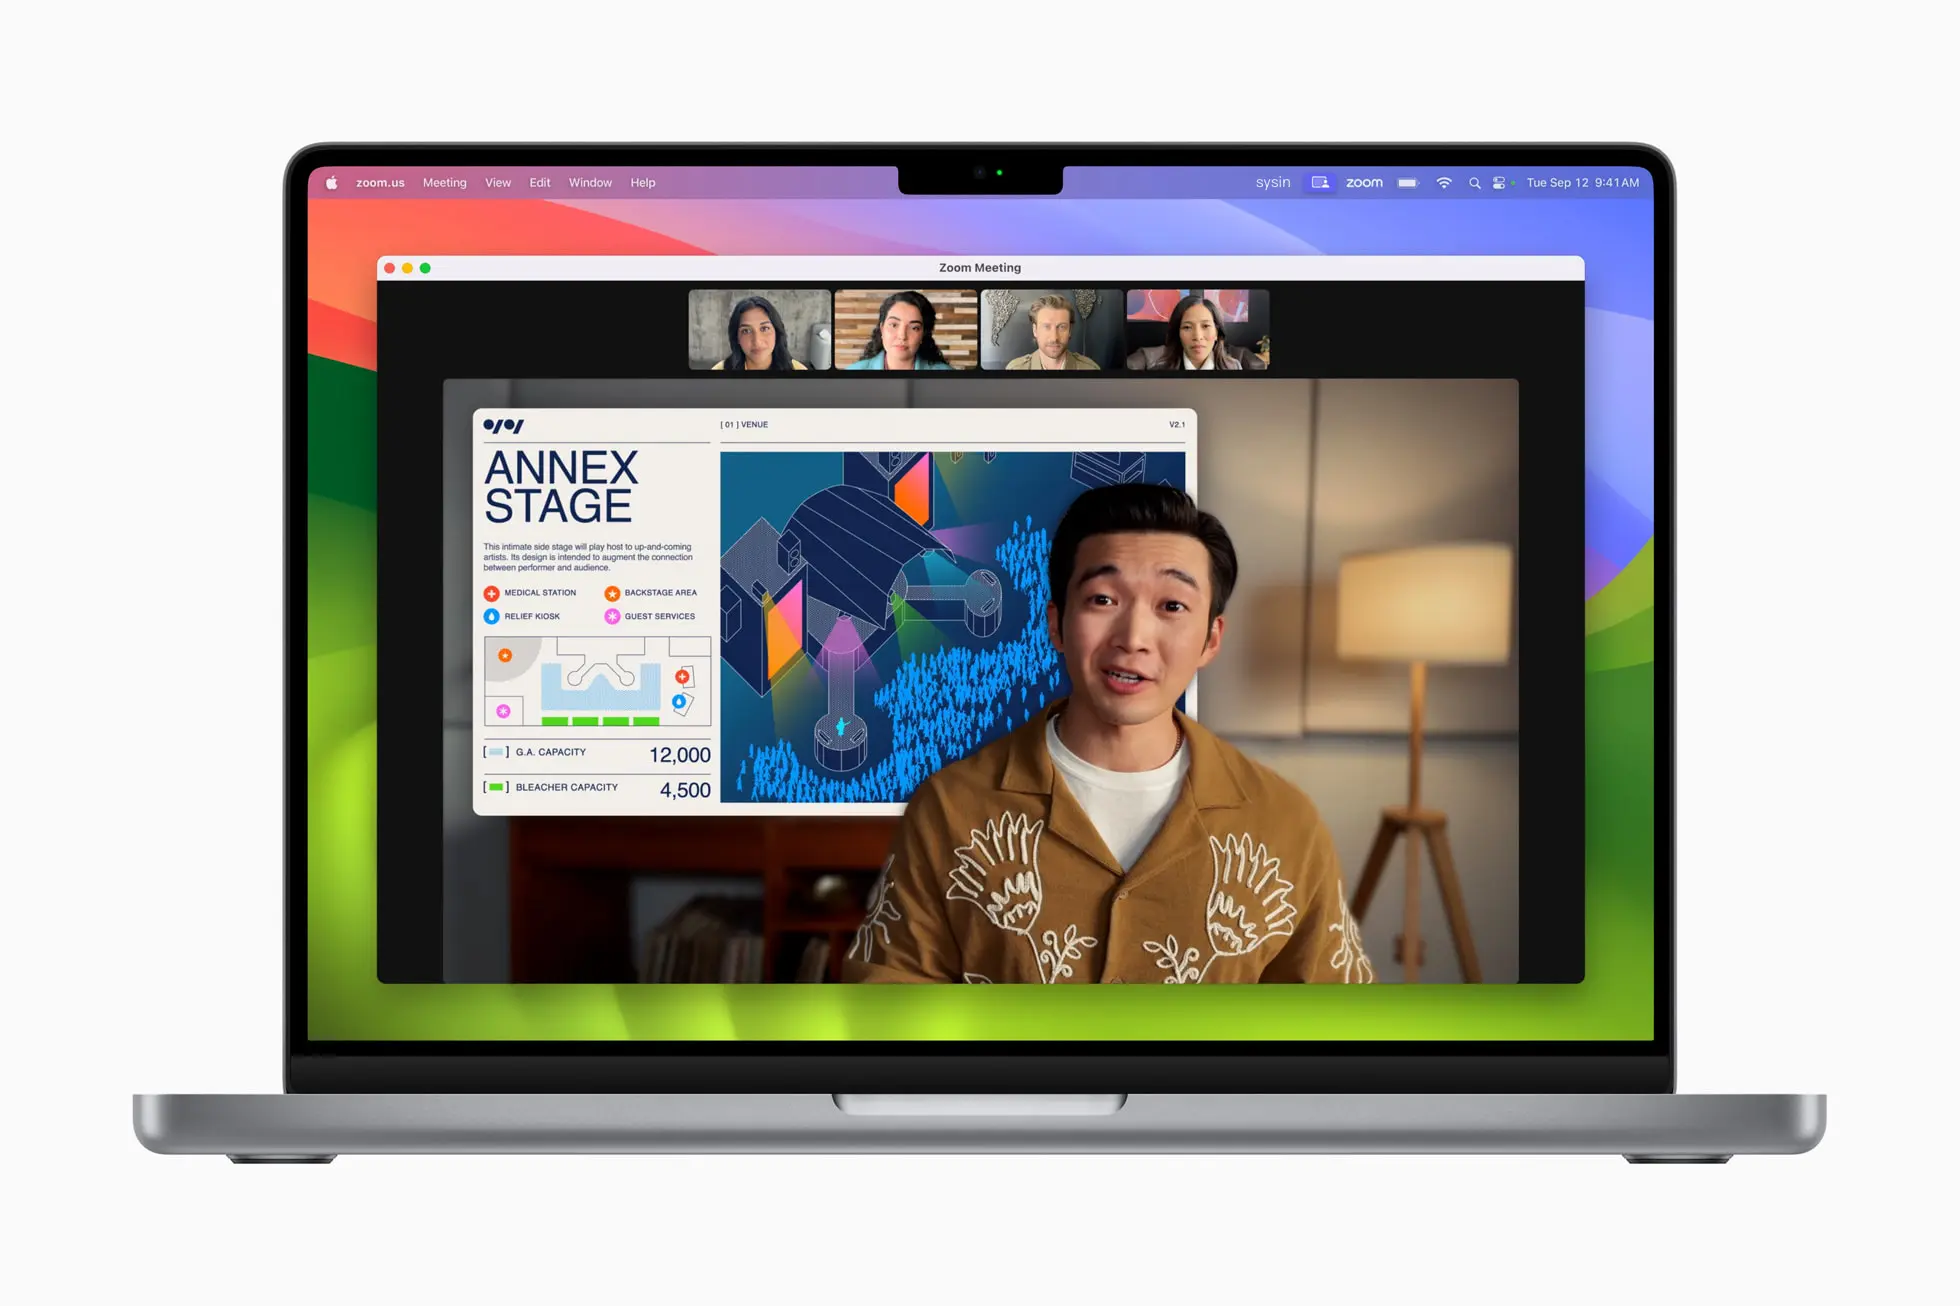 zoom.us Meeting View Edit Window Help
sysin zoom Tue Sep 12 9:41AM
Zoom Meeting
[ 01 ] VENUE
V2.1
ANNEX
STAGE
This intimate side stage will play host to up-and-coming
artists. Its design is intended to augment the connection
between performer and audience.
MEDICAL STATION
BACKSTAGE AREA
RELIEF KIOSK
GUEST SERVICES
[ ] G.A. CAPACITY 12,000
[ ] BLEACHER CAPACITY 4,500